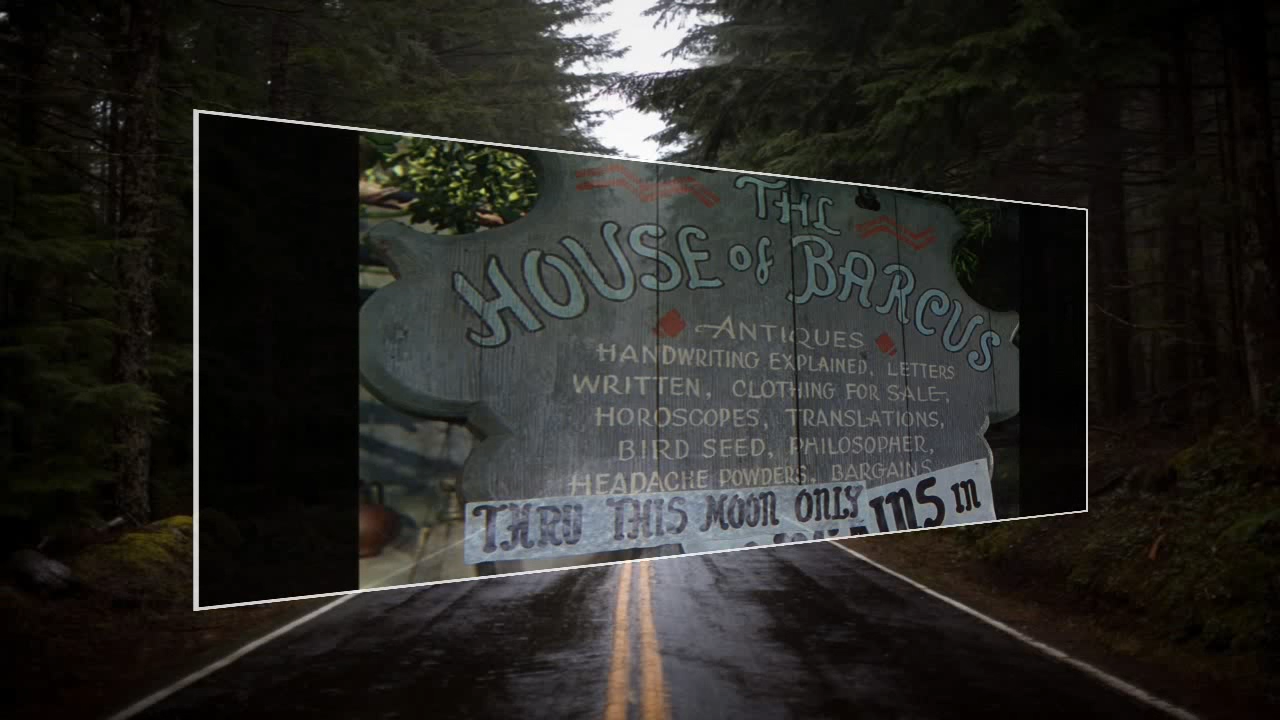 THE
HOUSE of BARCUS
ANTIQUES
HANDWRITING EXPLAINED, LETTERS
WRITTEN, CLOTHING FOR SALE,
HOROSCOPES, TRANSLATIONS,
BIRD SEED, PHILOSOPHER,
HEADACHE POWDERS, BARGAINS
THRU THIS MOON ONLY
IN